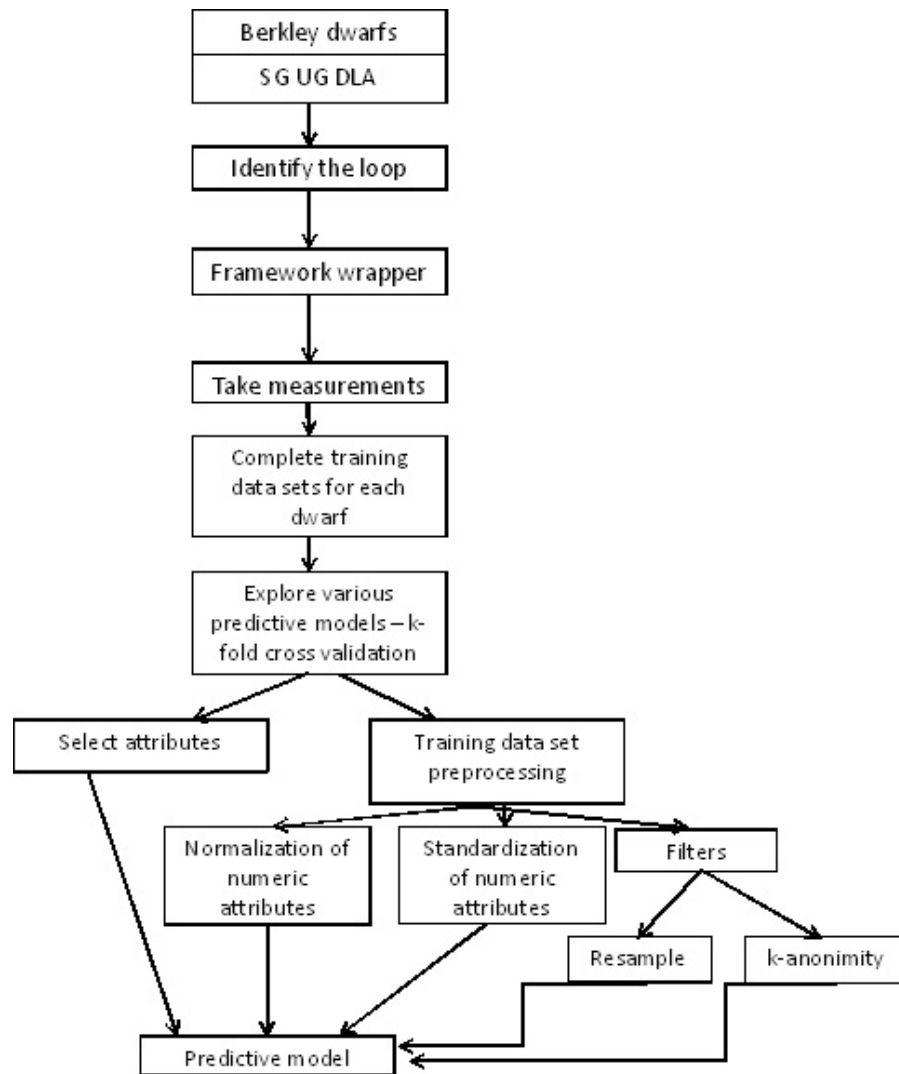 Berkley dwarfs
SG UG DLA
Identify the loop
Framework wrapper
Take measurements
Complete training
data sets for each
dwarf
Explore various
predictive models – k-
fold cross validation
Select attributes
Training data set
preprocessing
Normalization of
numeric
attributes
Standardization
of numeric
attributes
Filters
Resample
k-anonimity
Predictive model